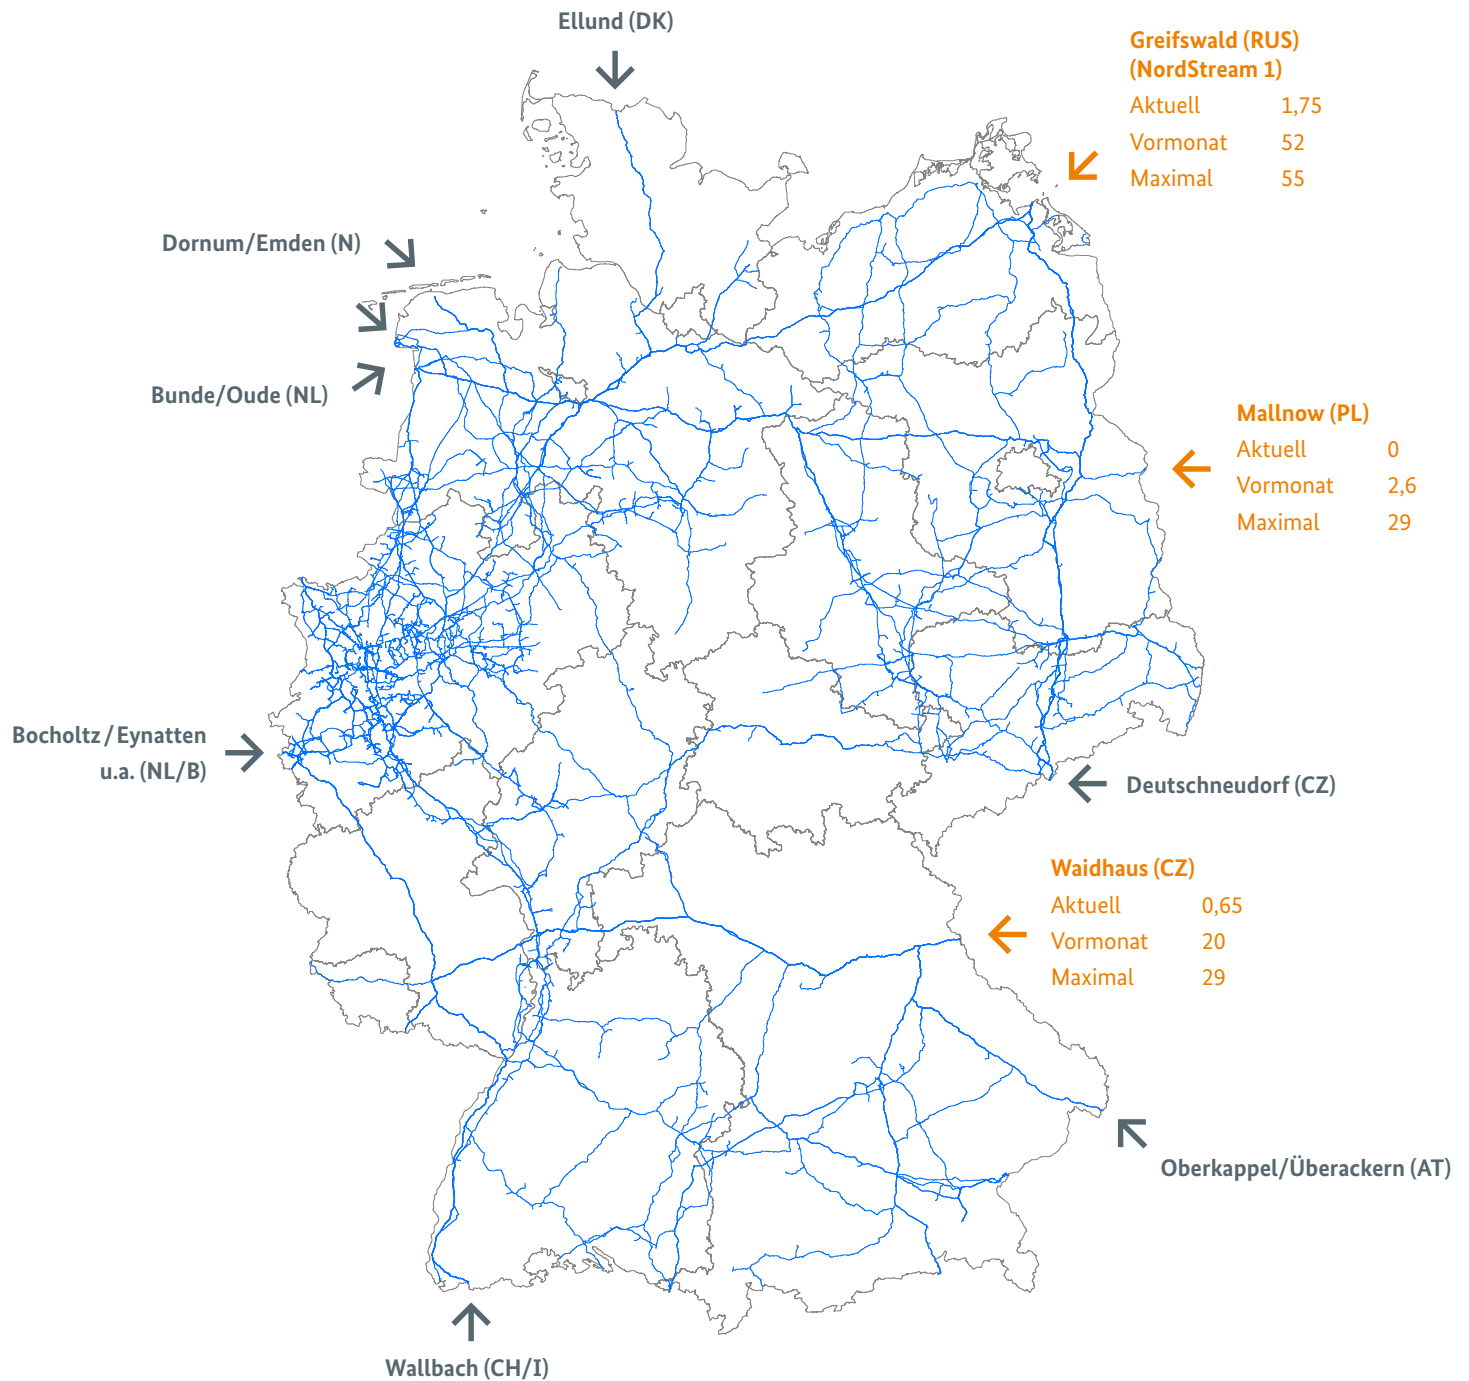 Ellund (DK)
Greifswald (RUS)
(NordStream 1)
Aktuell 1,75
Vormonat 52
Maximal 55
Dornum/Emden (N)
Bunde/Oude (NL)
Mallnow (PL)
Aktuell 0
Vormonat 2,6
Maximal 29
Bocholtz / Eynatten
u.a. (NL/B)
Deutschneudorf (CZ)
Waidhaus (CZ)
Aktuell 0,65
Vormonat 20
Maximal 29
Oberkappel/Überackern (AT)
Wallbach (CH/I)